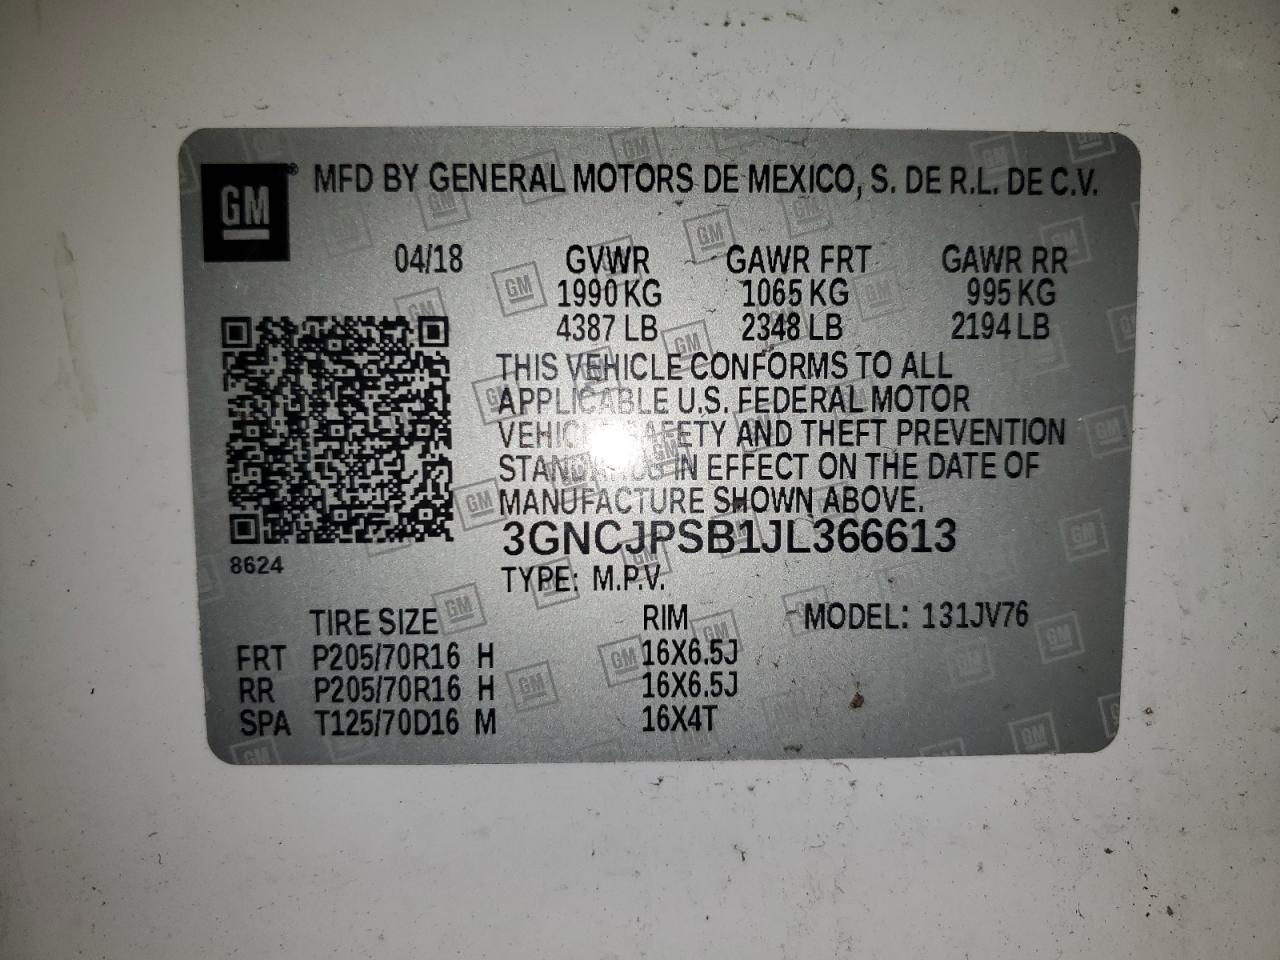 GM® MFD BY GENERAL MOTORS DE MEXICO, S. DE R.L. DE C.V.
04/18 GVWR GAWR FRT GAWR RR
1990 KG 1065 KG 995 KG
4387 LB 2348 LB 2194 LB
THIS VEHICLE CONFORMS TO ALL
APPLICABLE U.S. FEDERAL MOTOR
VEHICLE SAFETY AND THEFT PREVENTION
STANDARDS IN EFFECT ON THE DATE OF
MANUFACTURE SHOWN ABOVE.
3GNCJPSB1JL366613
8624
TYPE: M.P.V.
TIRE SIZE RIM MODEL: 131JV76
FRT P205/70R16 H 16X6.5J
RR P205/70R16 H 16X6.5J
SPA T125/70D16 M 16X4T